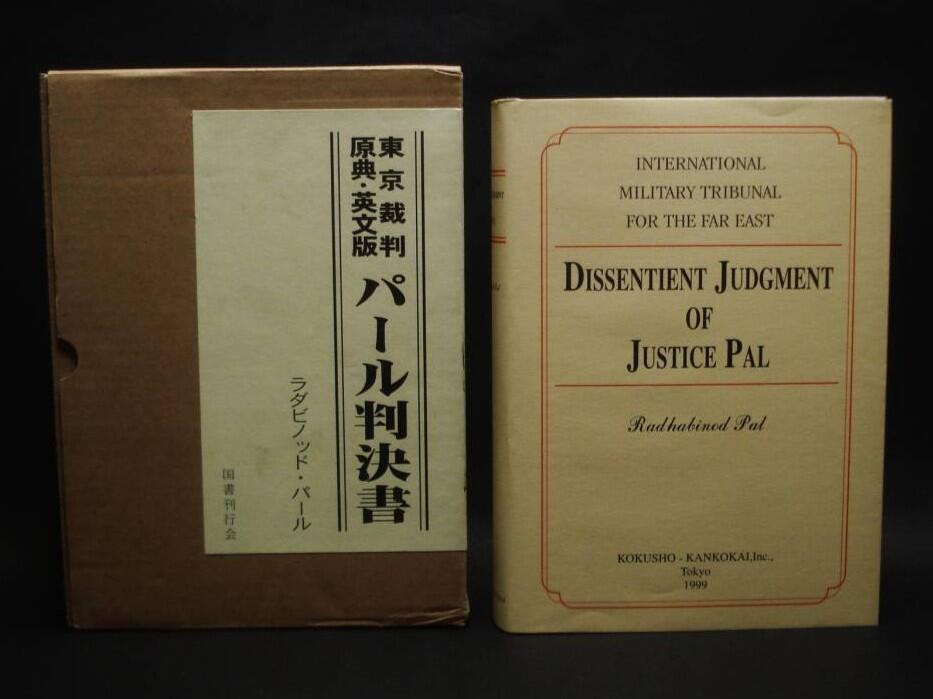 東京裁判
原典・英文版
パール判決書
ラダビノッド・パール
国書刊行会
INTERNATIONAL
MILITARY TRIBUNAL
FOR THE FAR EAST
DISSENTIENT JUDGMENT
OF
JUSTICE PAL
Radhabinod Pal
KOKUSHO - KANKOKAI,Inc.,
Tokyo
1999